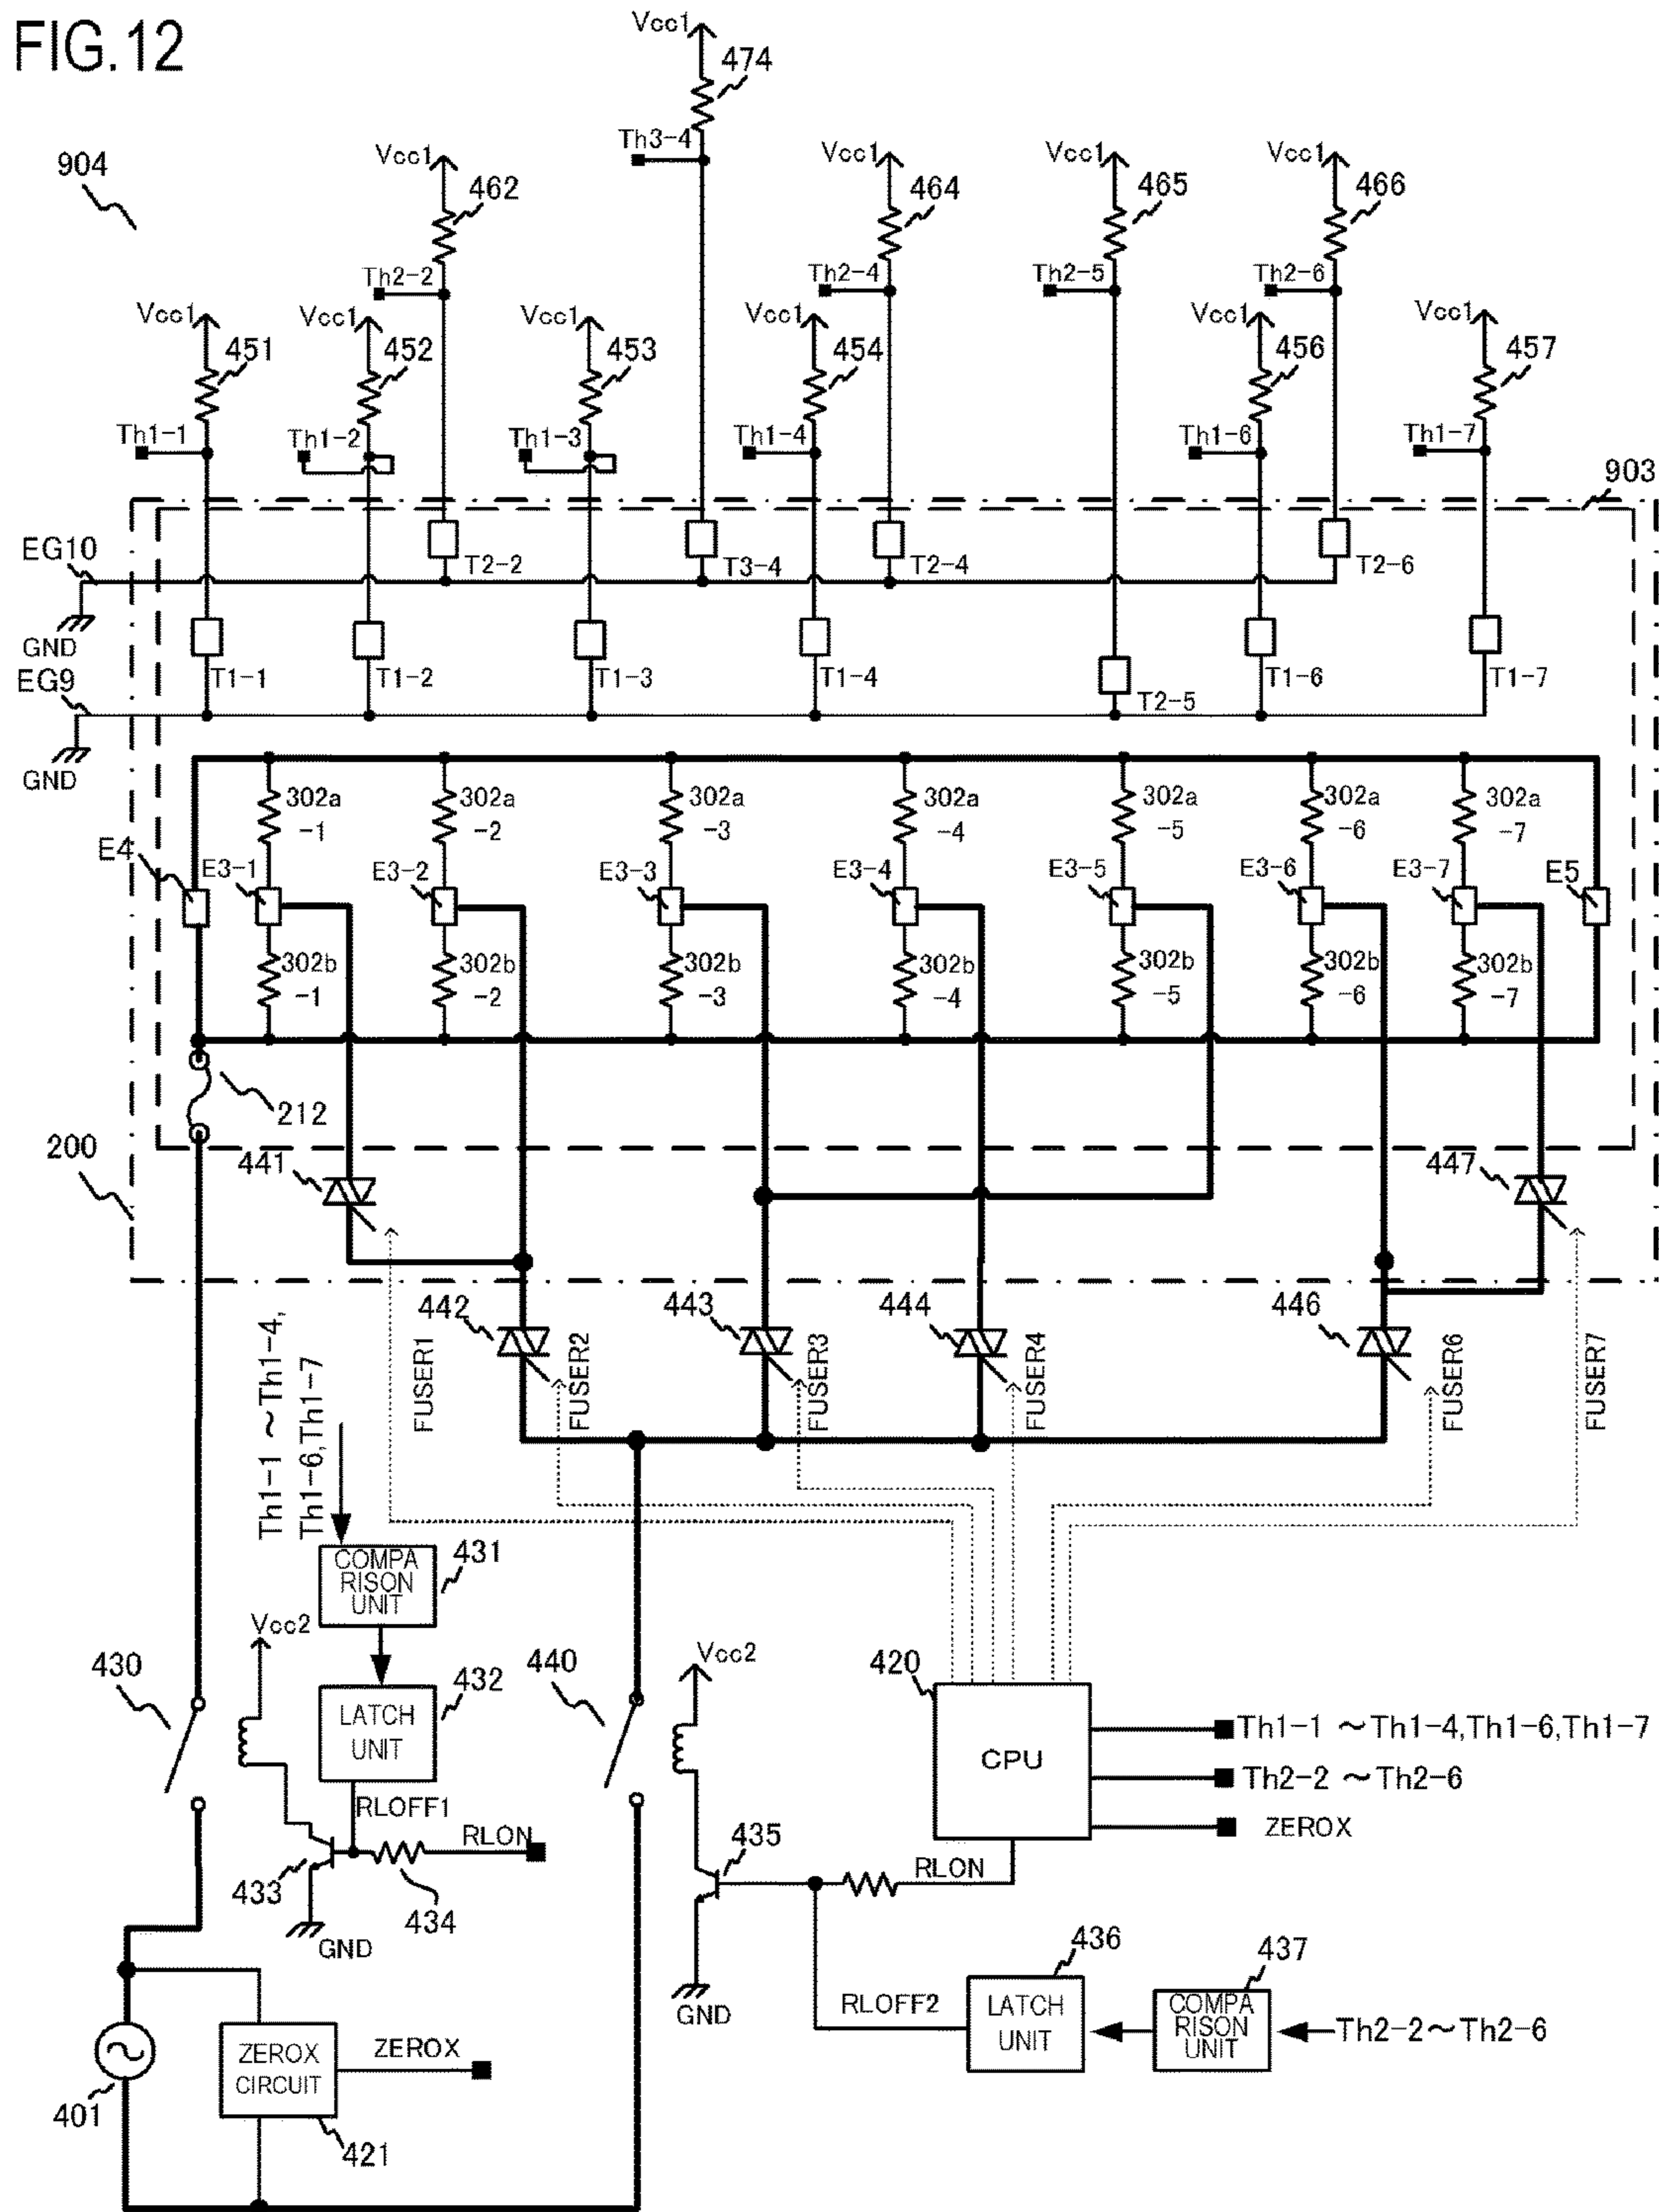 FIG.12
Vcc1
474
Th3-4
904
Vcc1
462
Vcc1
464
Vcc1
465
Vcc1
466
Th2-2
Th2-4
Th2-5
Th2-6
Vcc1
451
Vcc1
452
Vcc1
453
Vcc1
454
Vcc1
456
Vcc1
457
Th1-1
Th1-2
Th1-3
Th1-4
Th1-6
Th1-7
903
EG10
T2-2
T3-4
T2-4
T2-6
GND
EG9
T1-1
T1-2
T1-3
T1-4
T2-5
T1-6
T1-7
GND
302a
-1
302a
-2
302a
-3
302a
-4
302a
-5
302a
-6
302a
-7
E4
E3-1
E3-2
E3-3
E3-4
E3-5
E3-6
E3-7
E5
302b
-1
302b
-2
302b
-3
302b
-4
302b
-5
302b
-6
302b
-7
212
200
441
447
442
443
444
446
FUSER1
FUSER2
FUSER3
FUSER4
FUSER6
FUSER7
Th1-1 ~Th1-4,
Th1-6,Th1-7
COMPA
RISON
UNIT
431
Vcc2
430
LATCH
UNIT
432
440
Vcc2
420
CPU
Th1-1 ~Th1-4,Th1-6,Th1-7
Th2-2 ~Th2-6
ZEROX
RLOFF1
RLON
433
434
GND
435
RLON
GND
RLOFF2
436
LATCH
UNIT
437
COMPA
RISON
UNIT
Th2-2~Th2-6
401
ZEROX
CIRCUIT
ZEROX
421